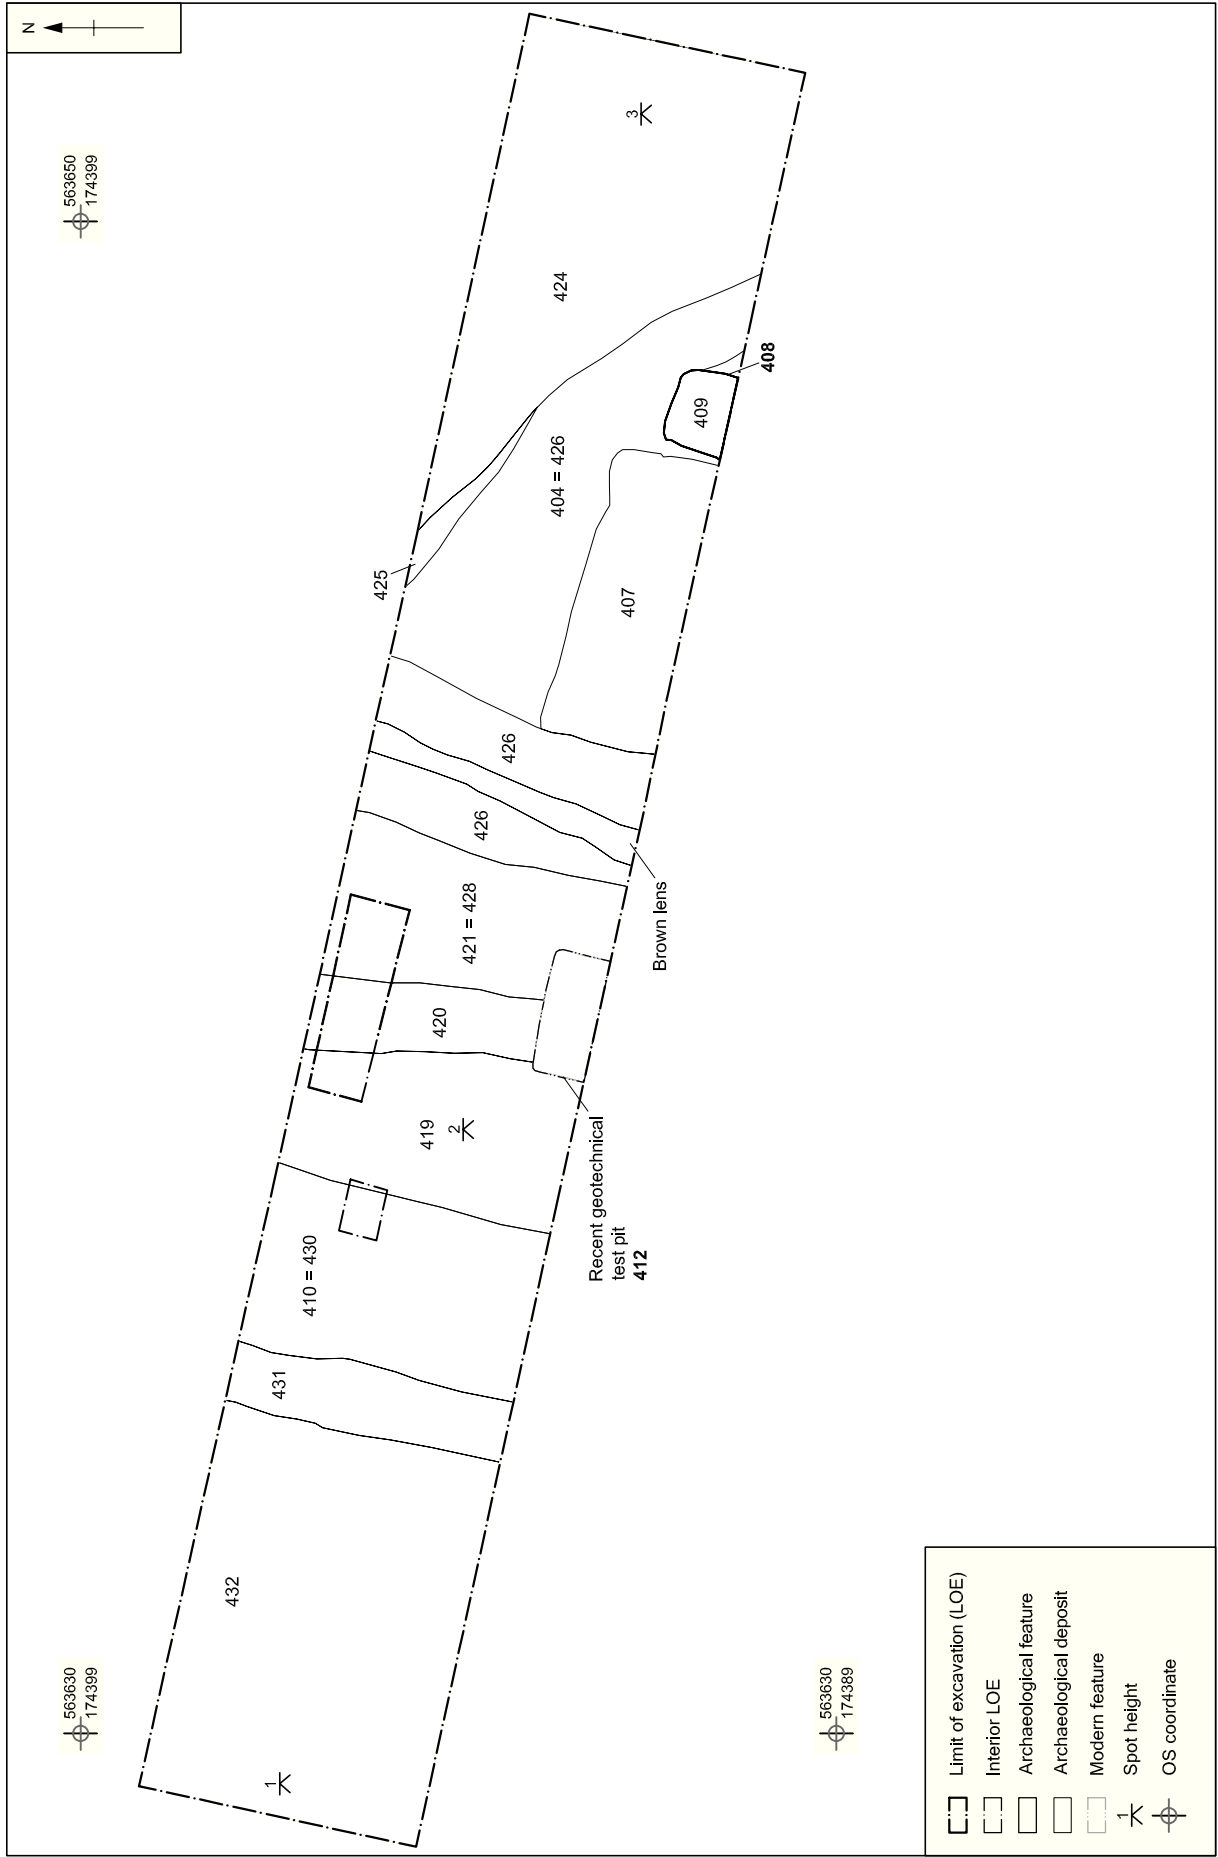 N
563630
174399
563650
174399
563630
174389
1
432
431
410 = 430
419
2
420
421 = 428
426
426
425
404 = 426
407
409
408
424
3
Brown lens
Recent geotechnical
test pit
412
Limit of excavation (LOE)
Interior LOE
Archaeological feature
Archaeological deposit
Modern feature
1
Spot height
OS coordinate